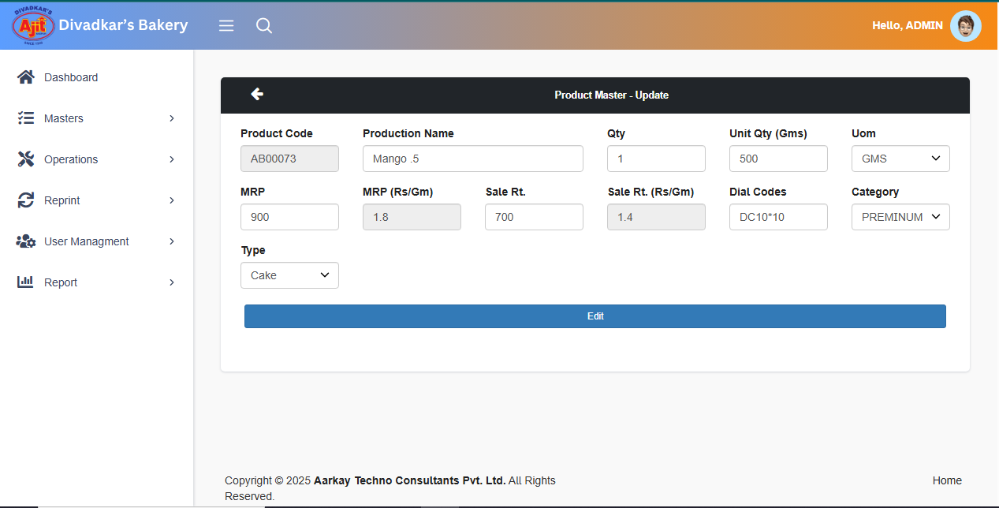 DIVADKAR'S
Ajit
SINCE 1936
Divadkar's Bakery
Hello, ADMIN
Dashboard
Masters
Operations
Reprint
User Managment
Report
Product Master - Update
Product Code
Production Name
Qty
Unit Qty (Gms)
Uom
AB00073
Mango .5
1
500
GMS
MRP
MRP (Rs/Gm)
Sale Rt.
Sale Rt. (Rs/Gm)
Dial Codes
Category
900
1.8
700
1.4
DC10*10
PREMINUM
Type
Cake
Edit
Copyright © 2025 Aarkay Techno Consultants Pvt. Ltd. All Rights
Reserved.
Home